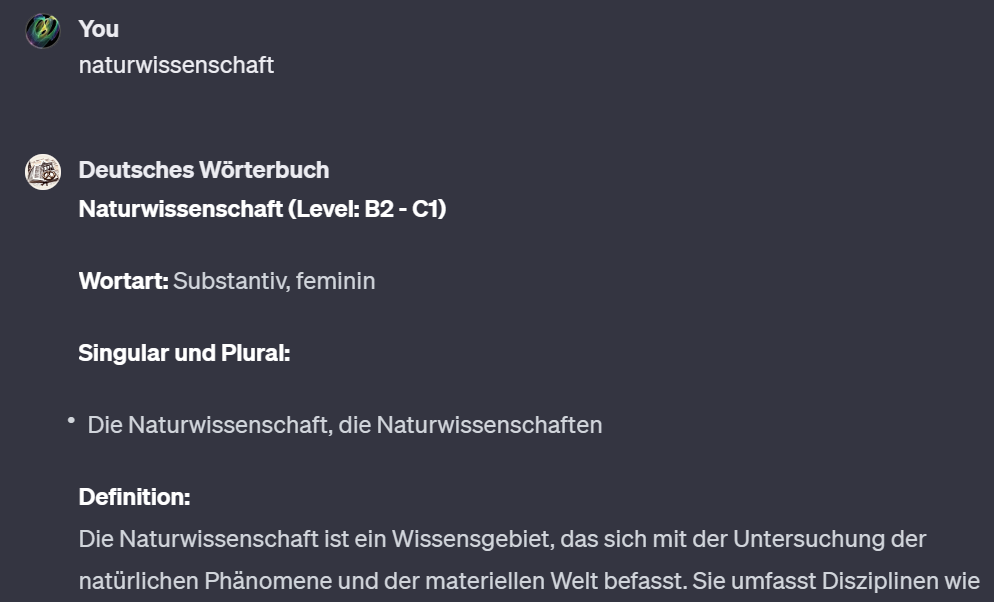 You
naturwissenschaft
Deutsches Wörterbuch
Naturwissenschaft (Level: B2 - C1)
Wortart: Substantiv, feminin
Singular und Plural:
• Die Naturwissenschaft, die Naturwissenschaften
Definition:
Die Naturwissenschaft ist ein Wissensgebiet, das sich mit der Untersuchung der
natürlichen Phänomene und der materiellen Welt befasst. Sie umfasst Disziplinen wie